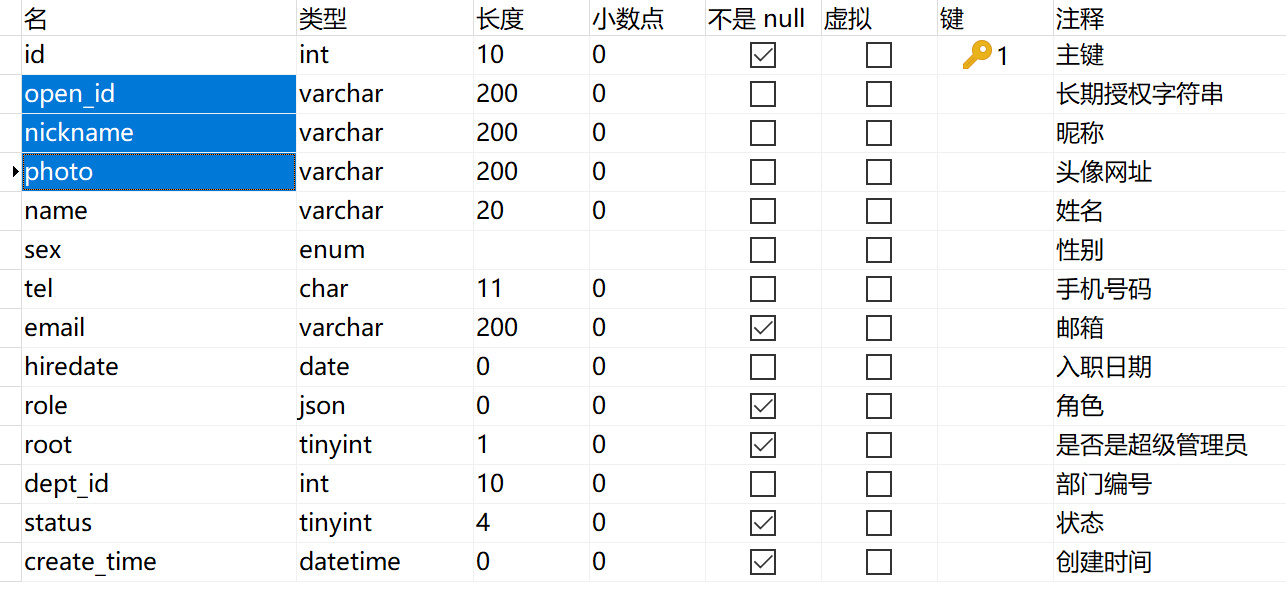 名 类型 长度 小数点 不是 null 虚拟 键 注释
id int 10 0 1 主键
open_id varchar 200 0 长期授权字符串
nickname varchar 200 0 昵称
photo varchar 200 0 头像网址
name varchar 20 0 姓名
sex enum 性别
tel char 11 0 手机号码
email varchar 200 0 邮箱
hiredate date 0 0 入职日期
role json 0 0 角色
root tinyint 1 0 是否是超级管理员
dept_id int 10 0 部门编号
status tinyint 4 0 状态
create_time datetime 0 0 创建时间